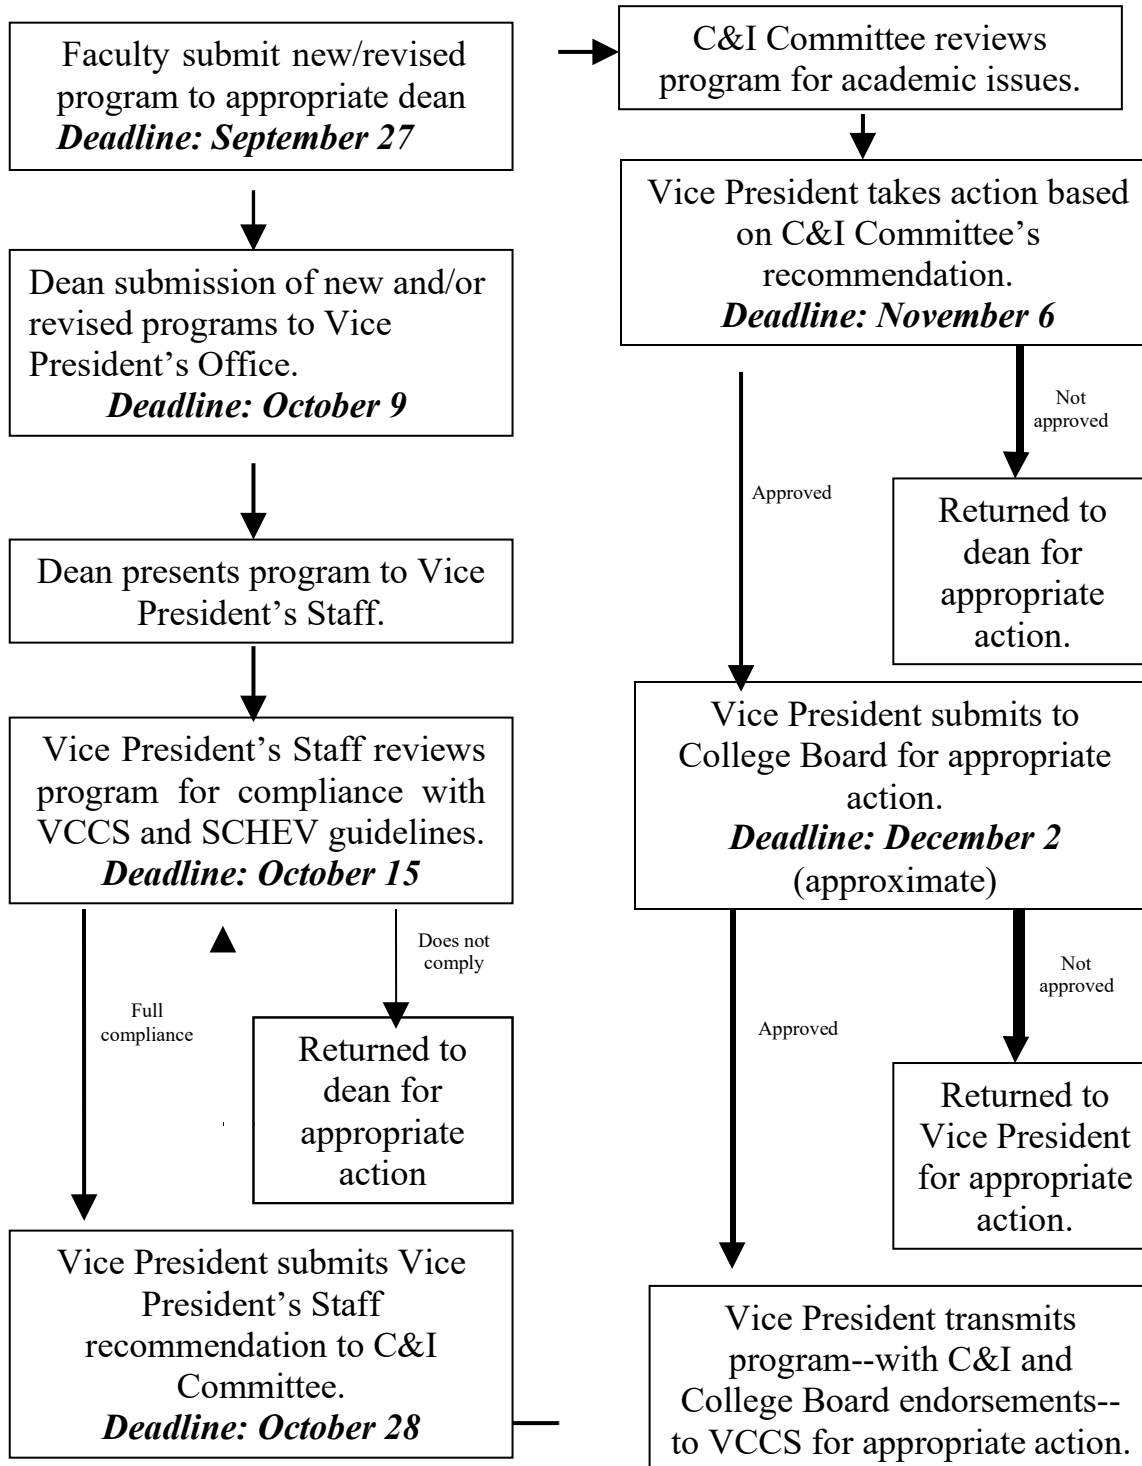 Faculty submit new/revised
program to appropriate dean
Deadline: September 27
Dean submission of new and/or
revised programs to Vice
President’s Office.
Deadline: October 9
Dean presents program to Vice
President’s Staff.
Vice President’s Staff reviews
program for compliance with
VCCS and SCHEV guidelines.
Deadline: October 15
Full
compliance
Does not
comply
Returned to
dean for
appropriate
action
Vice President submits Vice
President’s Staff
recommendation to C&I
Committee.
Deadline: October 28
C&I Committee reviews
program for academic issues.
Vice President takes action based
on C&I Committee’s
recommendation.
Deadline: November 6
Approved
Not
approved
Returned to
dean for
appropriate
action.
Vice President submits to
College Board for appropriate
action.
Deadline: December 2
(approximate)
Approved
Not
approved
Returned to
Vice President
for appropriate
action.
Vice President transmits
program--with C&I and
College Board endorsements--
to VCCS for appropriate action.